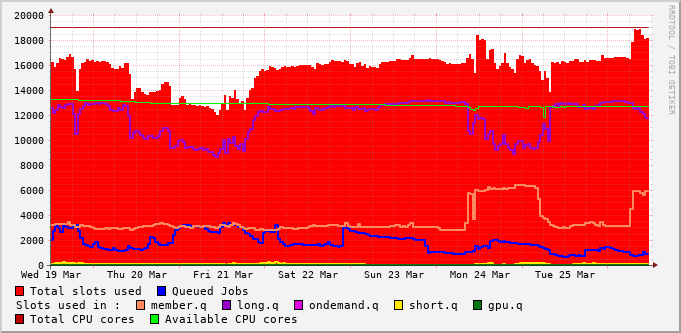 20000
18000
16000
14000
12000
10000
8000
6000
4000
2000
0
Wed 19 Mar Thu 20 Mar Fri 21 Mar Sat 22 Mar Sun 23 Mar Mon 24 Mar Tue 25 Mar
Total slots used Queued Jobs
Slots used in : member.q long.q ondemand.q short.q gpu.q
Total CPU cores Available CPU cores
RRDTOOL / TOBI OETIKER